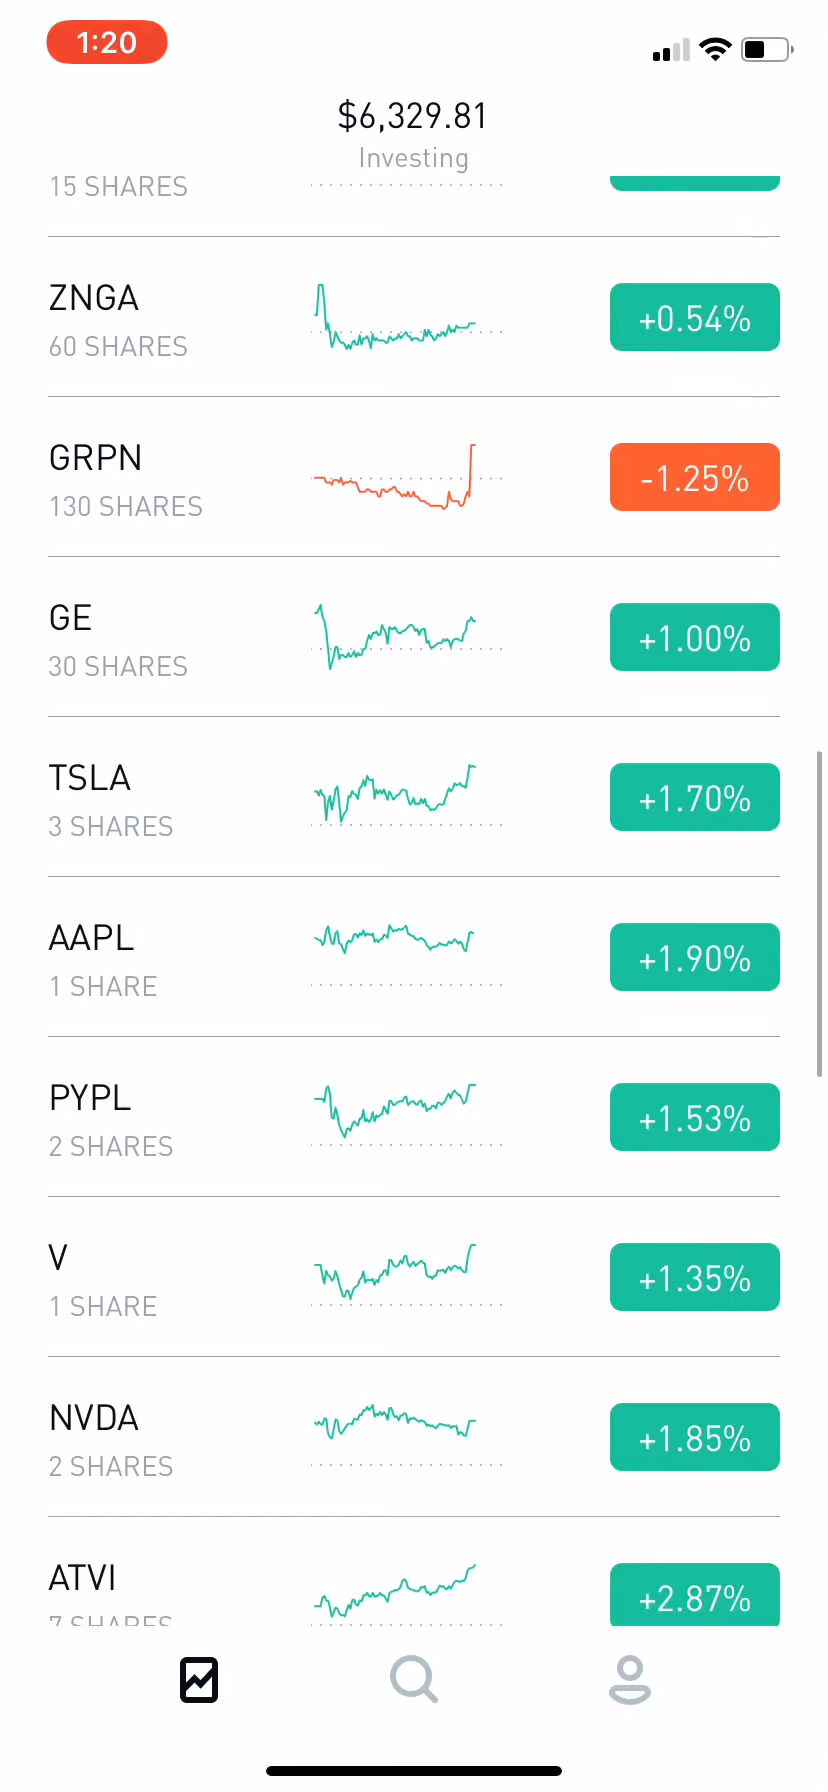 1:20
$6,329.81
Investing
15 SHARES
ZNGA
60 SHARES
+0.54%
GRPN
130 SHARES
-1.25%
GE
30 SHARES
+1.00%
TSLA
3 SHARES
+1.70%
AAPL
1 SHARE
+1.90%
PYPL
2 SHARES
+1.53%
V
1 SHARE
+1.35%
NVDA
2 SHARES
+1.85%
ATVI
7 SHARES
+2.87%